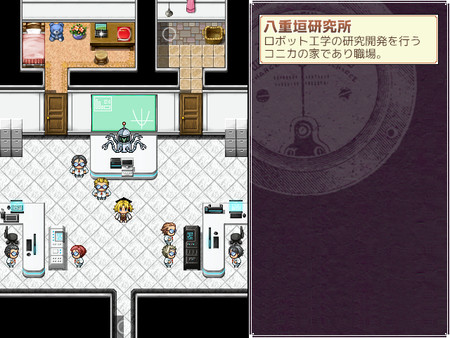 八重垣研究所
ロボット工学の研究開発を行う
コニカの家であり職場。